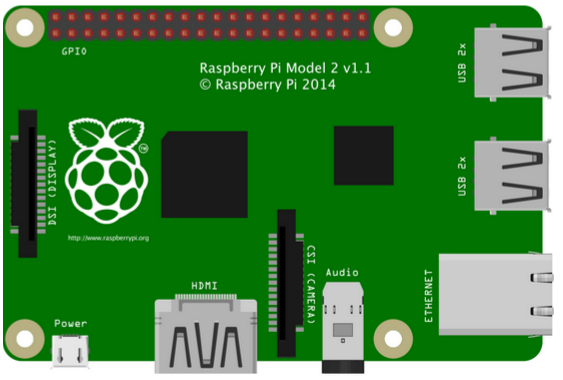 GPIO
Raspberry Pi Model 2 v1.1
© Raspberry Pi 2014
USB 2x
DSI (DISPLAY)
TM
USB 2x
http://www.raspberrypi.org
CSI (CAMERA)
Audio
HDMI
ETHERNET
Power